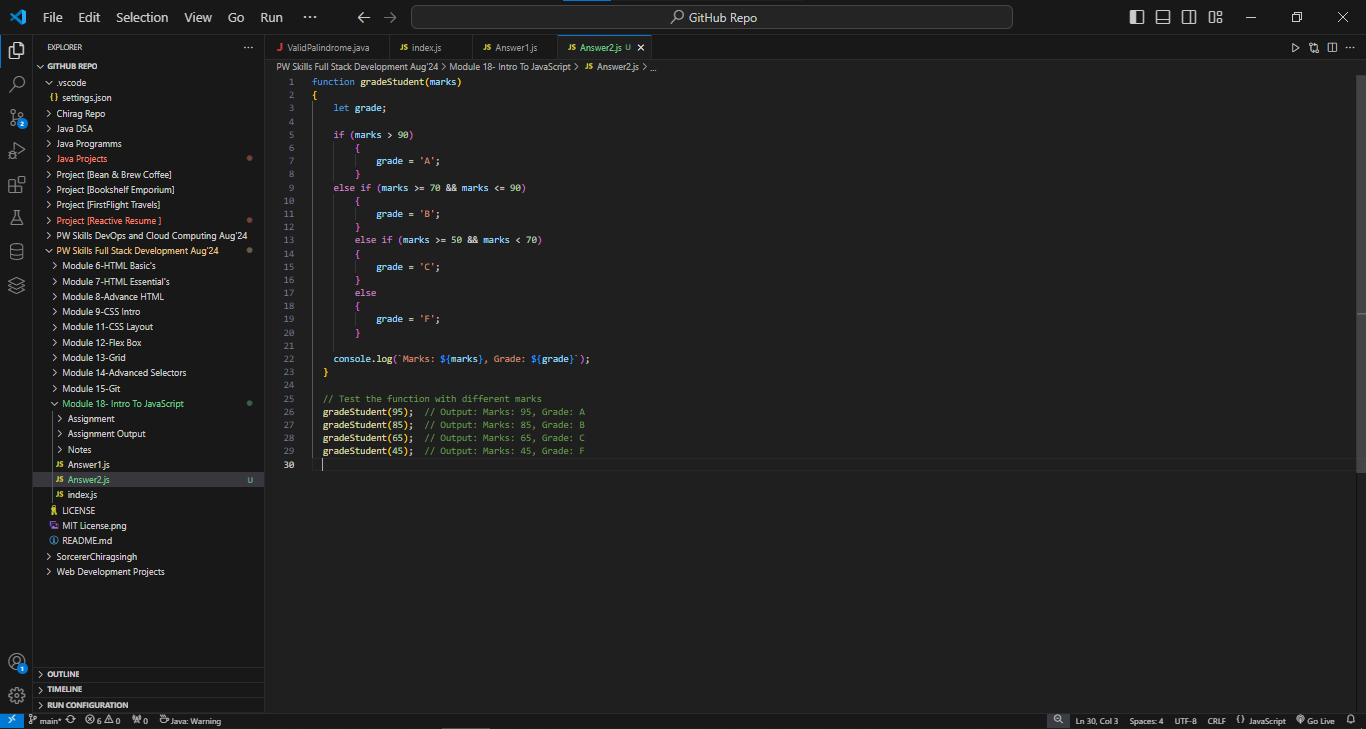 File Edit Selection View Go Run ··· GitHub Repo
EXPLORER ···
GITHUB REPO
.vscode
{} settings.json
Chirag Repo
Java DSA
Java Programms
Java Projects
Project [Bean & Brew Coffee]
Project [Bookshelf Emporium]
Project [FirstFlight Travels]
Project [Reactive Resume ]
PW Skills DevOps and Cloud Computing Aug'24
PW Skills Full Stack Development Aug'24
Module 6-HTML Basic's
Module 7-HTML Essential's
Module 8-Advance HTML
Module 9-CSS Intro
Module 11-CSS Layout
Module 12-Flex Box
Module 13-Grid
Module 14-Advanced Selectors
Module 15-Git
Module 18- Intro To JavaScript
Assignment
Assignment Output
Notes
JS Answer1.js
JS Answer2.js U
JS index.js
LICENSE
MIT License.png
README.md
SorcererChiragsingh
Web Development Projects
OUTLINE
TIMELINE
RUN CONFIGURATION
J ValidPalindrome.java JS index.js JS Answer1.js JS Answer2.js U
PW Skills Full Stack Development Aug'24 > Module 18- Intro To JavaScript > JS Answer2.js > ...
1 function gradeStudent(marks)
2 {
3 let grade;
4
5 if (marks > 90)
6 {
7 grade = 'A';
8 }
9 else if (marks >= 70 && marks <= 90)
10 {
11 grade = 'B';
12 }
13 else if (marks >= 50 && marks < 70)
14 {
15 grade = 'C';
16 }
17 else
18 {
19 grade = 'F';
20 }
21
22 console.log(`Marks: ${marks}, Grade: ${grade}`);
23 }
24
25 // Test the function with different marks
26 gradeStudent(95); // Output: Marks: 95, Grade: A
27 gradeStudent(85); // Output: Marks: 85, Grade: B
28 gradeStudent(65); // Output: Marks: 65, Grade: C
29 gradeStudent(45); // Output: Marks: 45, Grade: F
30
2
1
main* 6 0 0 Java: Warning Ln 30, Col 3 Spaces: 4 UTF-8 CRLF {} JavaScript Go Live